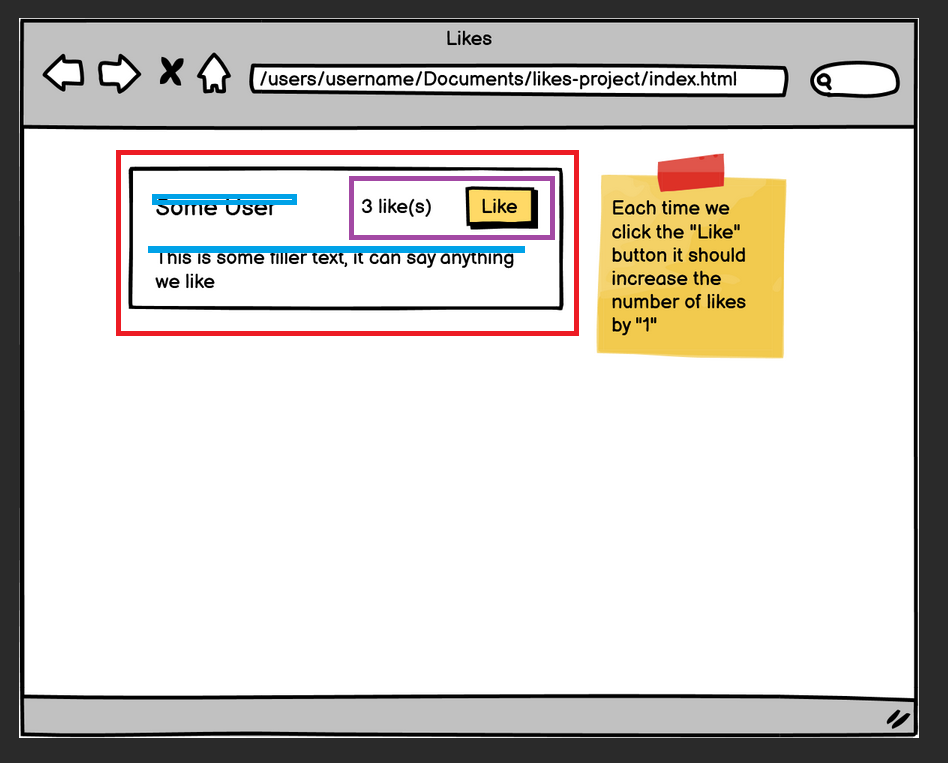 Likes
/users/username/Documents/likes-project/index.html
Some User
3 like(s)
Like
This is some filler text, it can say anything
we like
Each time we
click the "Like"
button it should
increase the
number of likes
by "1"